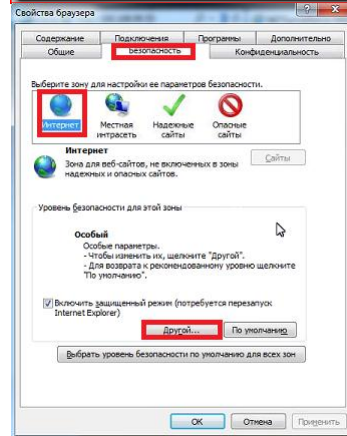 Свойства браузера
Содержание Подключения Программы Дополнительно
Общие Безопасность Конфиденциальность
Выберите зону для настройки ее параметров безопасности.
Интернет Местная интрасеть Надежные сайты Опасные сайты
Интернет
Зона для веб-сайтов, не включенных в зоны надежных и опасных сайтов.
Сайты
Уровень безопасности для этой зоны
Особый
Особые параметры.
- Чтобы изменить их, щелкните "Другой".
- Для возврата к рекомендованному уровню щелкните
"По умолчанию".
Включить защищенный режим (потребуется перезапуск
Internet Explorer)
Другой... По умолчанию
Выбрать уровень безопасности по умолчанию для всех зон
ОК Отмена Применить